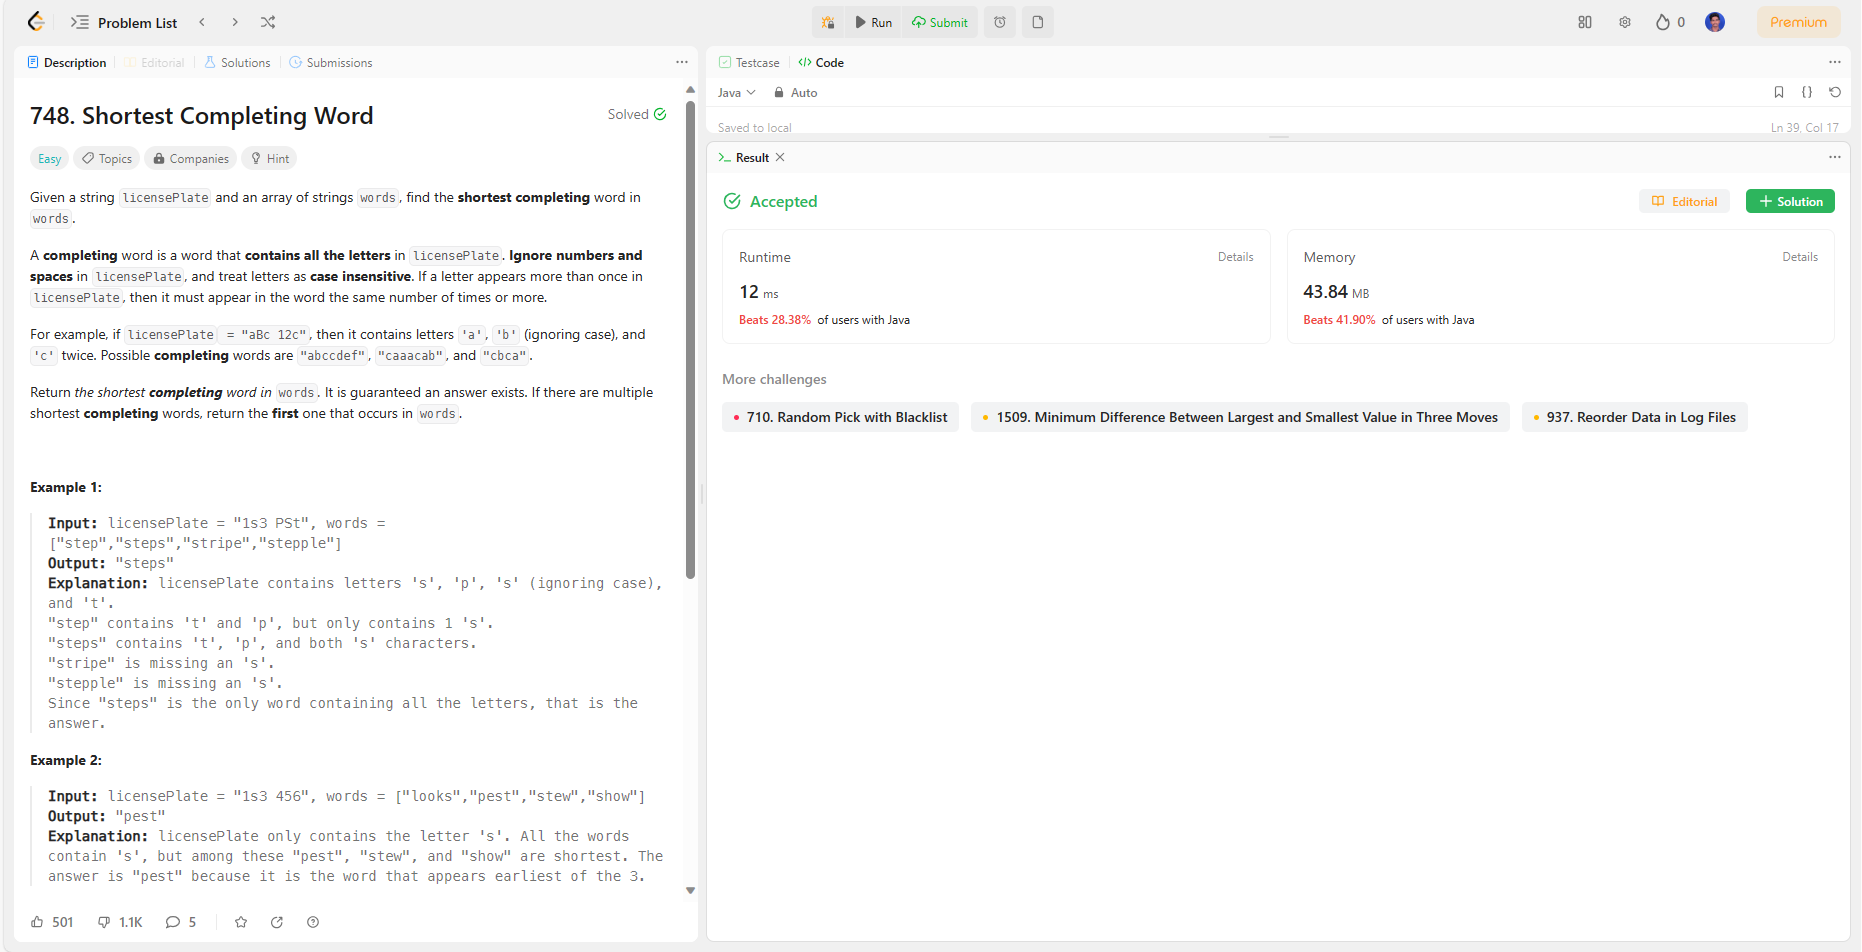 Problem List
Run
Submit
0
Premium
Description
Editorial
Solutions
Submissions
748. Shortest Completing Word
Solved
Easy
Topics
Companies
Hint
Given a string licensePlate and an array of strings words, find the shortest completing word in
words.
A completing word is a word that contains all the letters in licensePlate. Ignore numbers and
spaces in licensePlate, and treat letters as case insensitive. If a letter appears more than once in
licensePlate, then it must appear in the word the same number of times or more.
For example, if licensePlate = "aBc 12c", then it contains letters 'a', 'b' (ignoring case), and
'c' twice. Possible completing words are "abccdef", "caaacab", and "cbca".
Return the shortest completing word in words. It is guaranteed an answer exists. If there are multiple
shortest completing words, return the first one that occurs in words.
Example 1:
Input: licensePlate = "1s3 PSt", words =
["step","steps","stripe","stepple"]
Output: "steps"
Explanation: licensePlate contains letters 's', 'p', 's' (ignoring case),
and 't'.
"step" contains 't' and 'p', but only contains 1 's'.
"steps" contains 't', 'p', and both 's' characters.
"stripe" is missing an 's'.
"stepple" is missing an 's'.
Since "steps" is the only word containing all the letters, that is the
answer.
Example 2:
Input: licensePlate = "1s3 456", words = ["looks","pest","stew","show"]
Output: "pest"
Explanation: licensePlate only contains the letter 's'. All the words
contain 's', but among these "pest", "stew", and "show" are shortest. The
answer is "pest" because it is the word that appears earliest of the 3.
501
1.1K
5
Testcase
Code
Java
Auto
Saved to local
Ln 39, Col 17
Result
Accepted
Editorial
Solution
Runtime
Details
12 ms
Beats 28.38% of users with Java
Memory
Details
43.84 MB
Beats 41.90% of users with Java
More challenges
710. Random Pick with Blacklist
1509. Minimum Difference Between Largest and Smallest Value in Three Moves
937. Reorder Data in Log Files